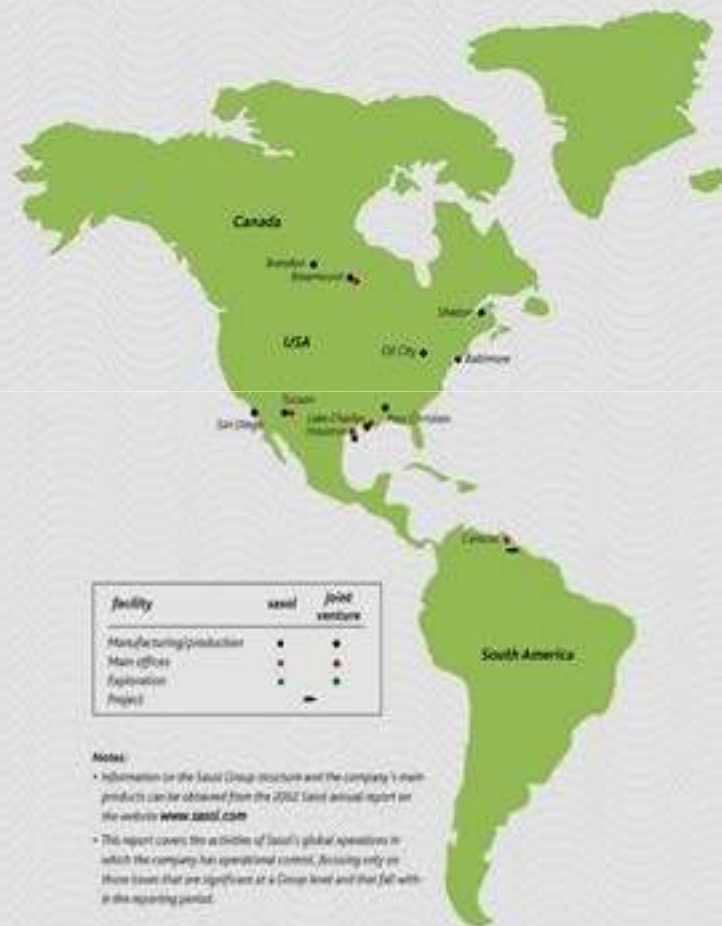 Canada
Brandon
Rosemount
Sharon
USA
Oil City
Baltimore
Tucson
San Diego
Lake Charles
Houston
Pass Christian
South America
facility sasol joint
venture
Manufacturing/production
Main offices
Exploration
Project
Notes:
• Information on the Sasol Group structure and the company's main
products can be obtained from the 2002 Sasol annual report on
the website www.sasol.com
• This report covers the activities of Sasol's global operations in
which the company has operational control, focusing only on
those issues that are significant at a Group level and that fall with-
in the reporting period.